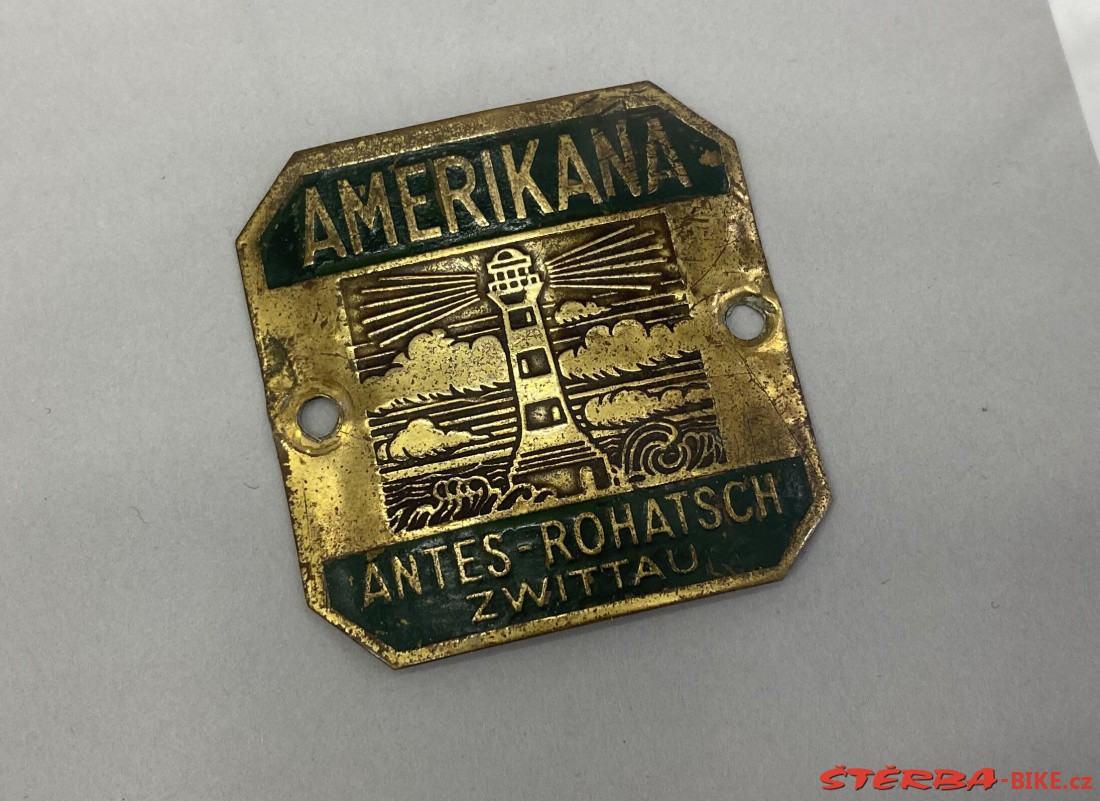 AMERIKANA
ANTES-ROHATSCH
ZWITTAU
ŠTĚRBA-BIKE.cz